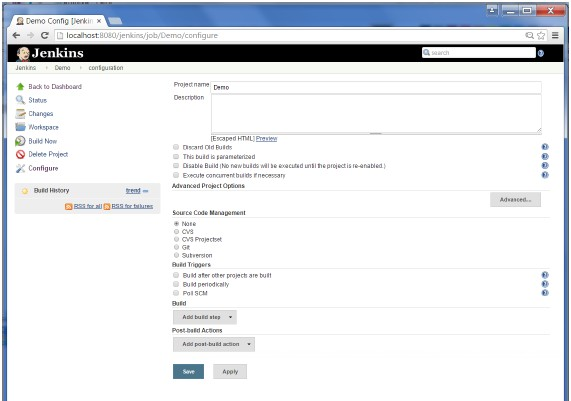 Demo Config [Jenkins
localhost:8080/jenkins/job/Demo/configure
Jenkins
search
Jenkins Demo configuration
Back to Dashboard
Status
Changes
Workspace
Build Now
Delete Project
Configure
Build History trend
RSS for all RSS for failures
Project name Demo
Description
[Escaped HTML] Preview
Discard Old Builds
This build is parameterized
Disable Build (No new builds will be executed until the project is re-enabled.)
Execute concurrent builds if necessary
Advanced Project Options
Advanced...
Source Code Management
None
CVS
CVS Projectset
Git
Subversion
Build Triggers
Build after other projects are built
Build periodically
Poll SCM
Build
Add build step
Post-build Actions
Add post-build action
Save Apply